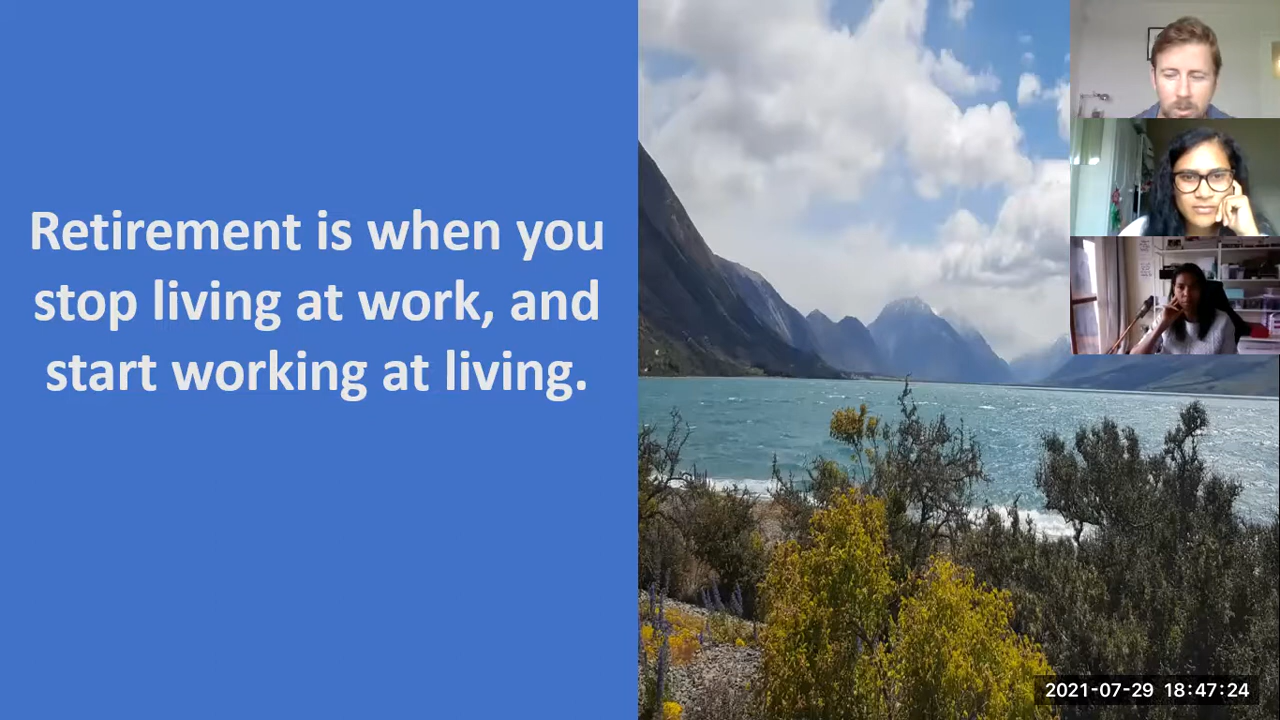 Retirement is when you
stop living at work, and
start working at living.
2021-07-29 18:47:24